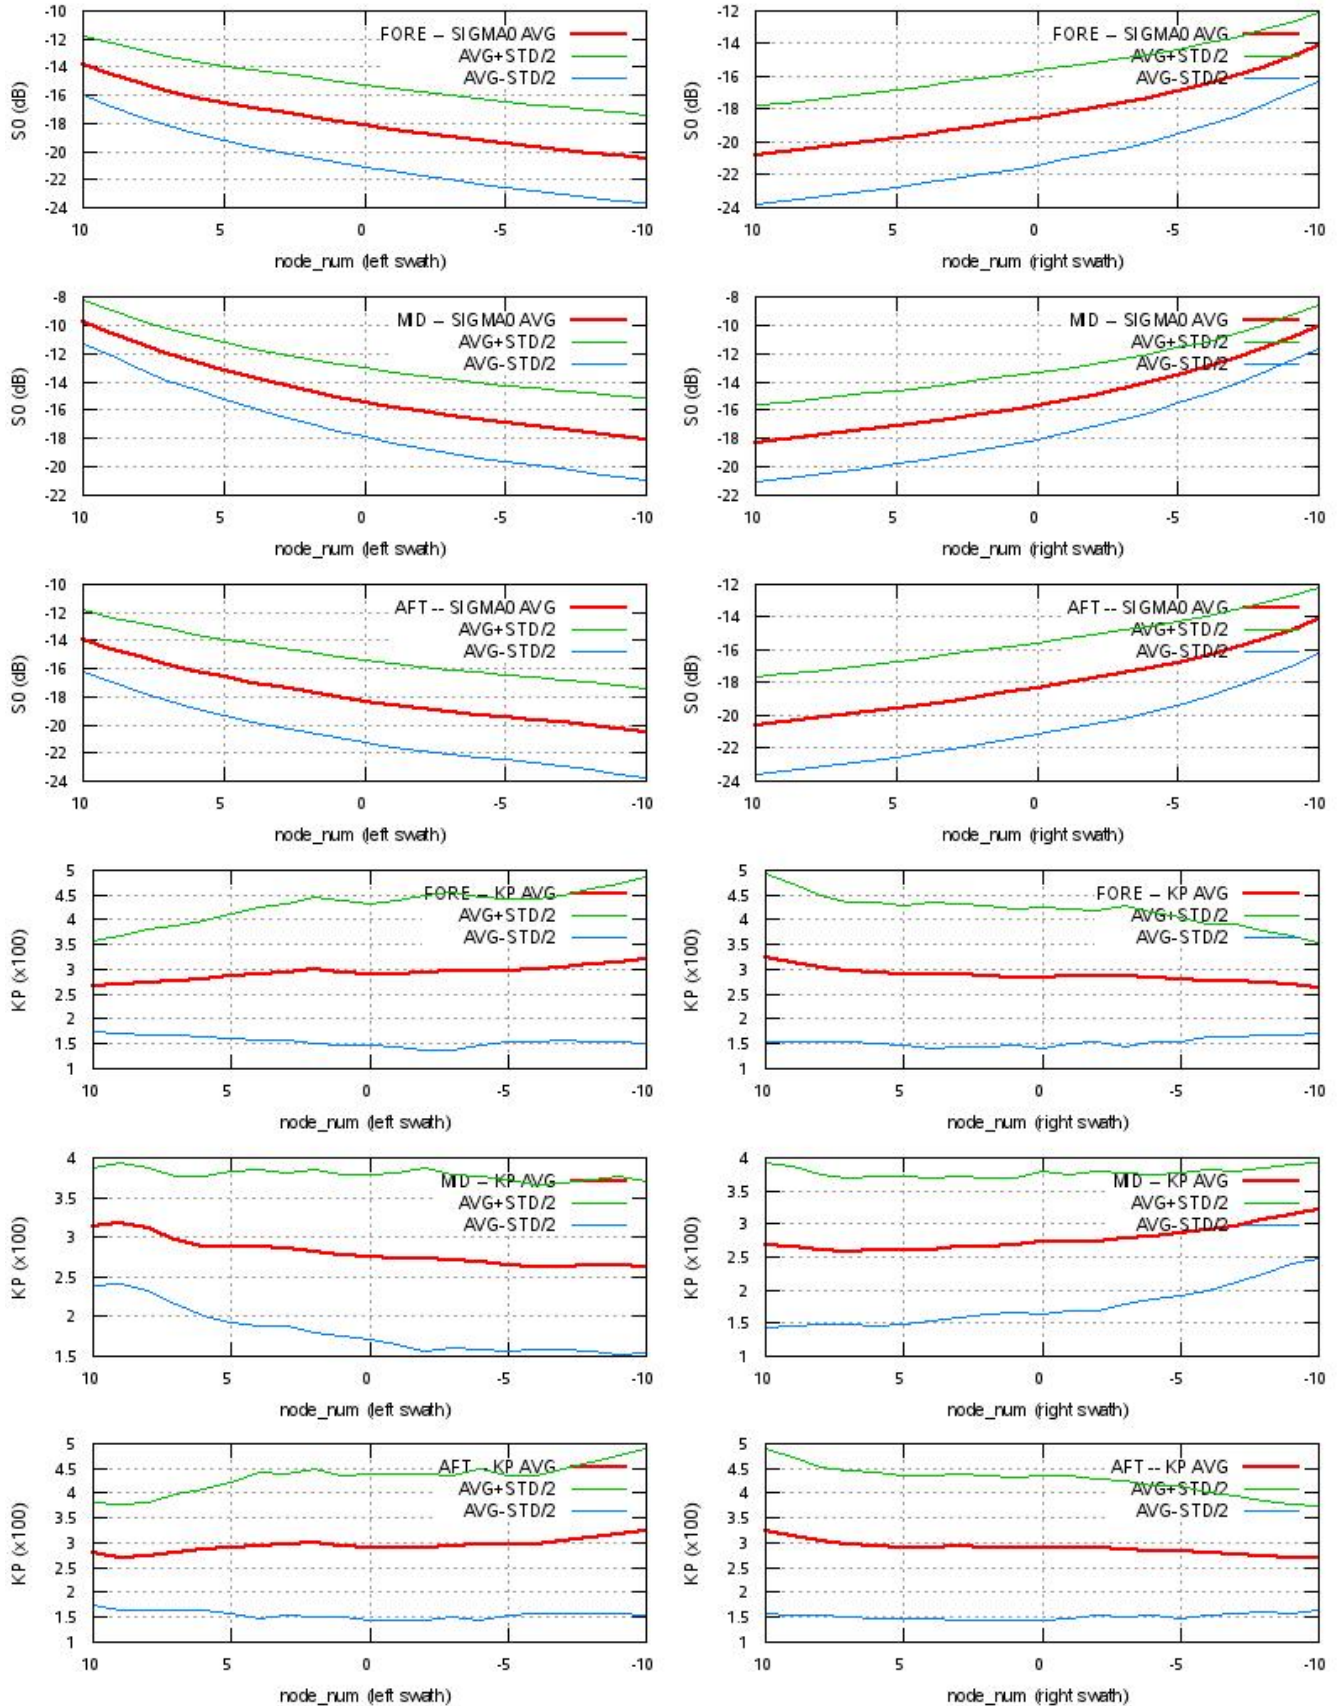 -10
-12
-14
-16
-18
-20
-22
-24
S0 (dB)
FORE -- SIGMA0 AVG
AVG+STD/2
AVG-STD/2
10 5 0 -5 -10
node_num (left swath)
-12
-14
-16
-18
-20
-22
-24
S0 (dB)
FORE -- SIGMA0 AVG
AVG+STD/2
AVG-STD/2
10 5 0 -5 -10
node_num (right swath)
-8
-10
-12
-14
-16
-18
-20
-22
S0 (dB)
MID -- SIGMA0 AVG
AVG+STD/2
AVG-STD/2
10 5 0 -5 -10
node_num (left swath)
-8
-10
-12
-14
-16
-18
-20
-22
S0 (dB)
MID -- SIGMA0 AVG
AVG+STD/2
AVG-STD/2
10 5 0 -5 -10
node_num (right swath)
-10
-12
-14
-16
-18
-20
-22
-24
S0 (dB)
AFT -- SIGMA0 AVG
AVG+STD/2
AVG-STD/2
10 5 0 -5 -10
node_num (left swath)
-12
-14
-16
-18
-20
-22
-24
S0 (dB)
AFT -- SIGMA0 AVG
AVG+STD/2
AVG-STD/2
10 5 0 -5 -10
node_num (right swath)
5
4.5
4
3.5
3
2.5
2
1.5
1
KP (x100)
FORE -- KP AVG
AVG+STD/2
AVG-STD/2
10 5 0 -5 -10
node_num (left swath)
5
4.5
4
3.5
3
2.5
2
1.5
1
KP (x100)
FORE -- KP AVG
AVG+STD/2
AVG-STD/2
10 5 0 -5 -10
node_num (right swath)
4
3.5
3
2.5
2
1.5
KP (x100)
MID -- KP AVG
AVG+STD/2
AVG-STD/2
10 5 0 -5 -10
node_num (left swath)
4
3.5
3
2.5
2
1.5
1
KP (x100)
MID -- KP AVG
AVG+STD/2
AVG-STD/2
10 5 0 -5 -10
node_num (right swath)
5
4.5
4
3.5
3
2.5
2
1.5
1
KP (x100)
AFT -- KP AVG
AVG+STD/2
AVG-STD/2
10 5 0 -5 -10
node_num (left swath)
5
4.5
4
3.5
3
2.5
2
1.5
1
KP (x100)
AFT -- KP AVG
AVG+STD/2
AVG-STD/2
10 5 0 -5 -10
node_num (right swath)